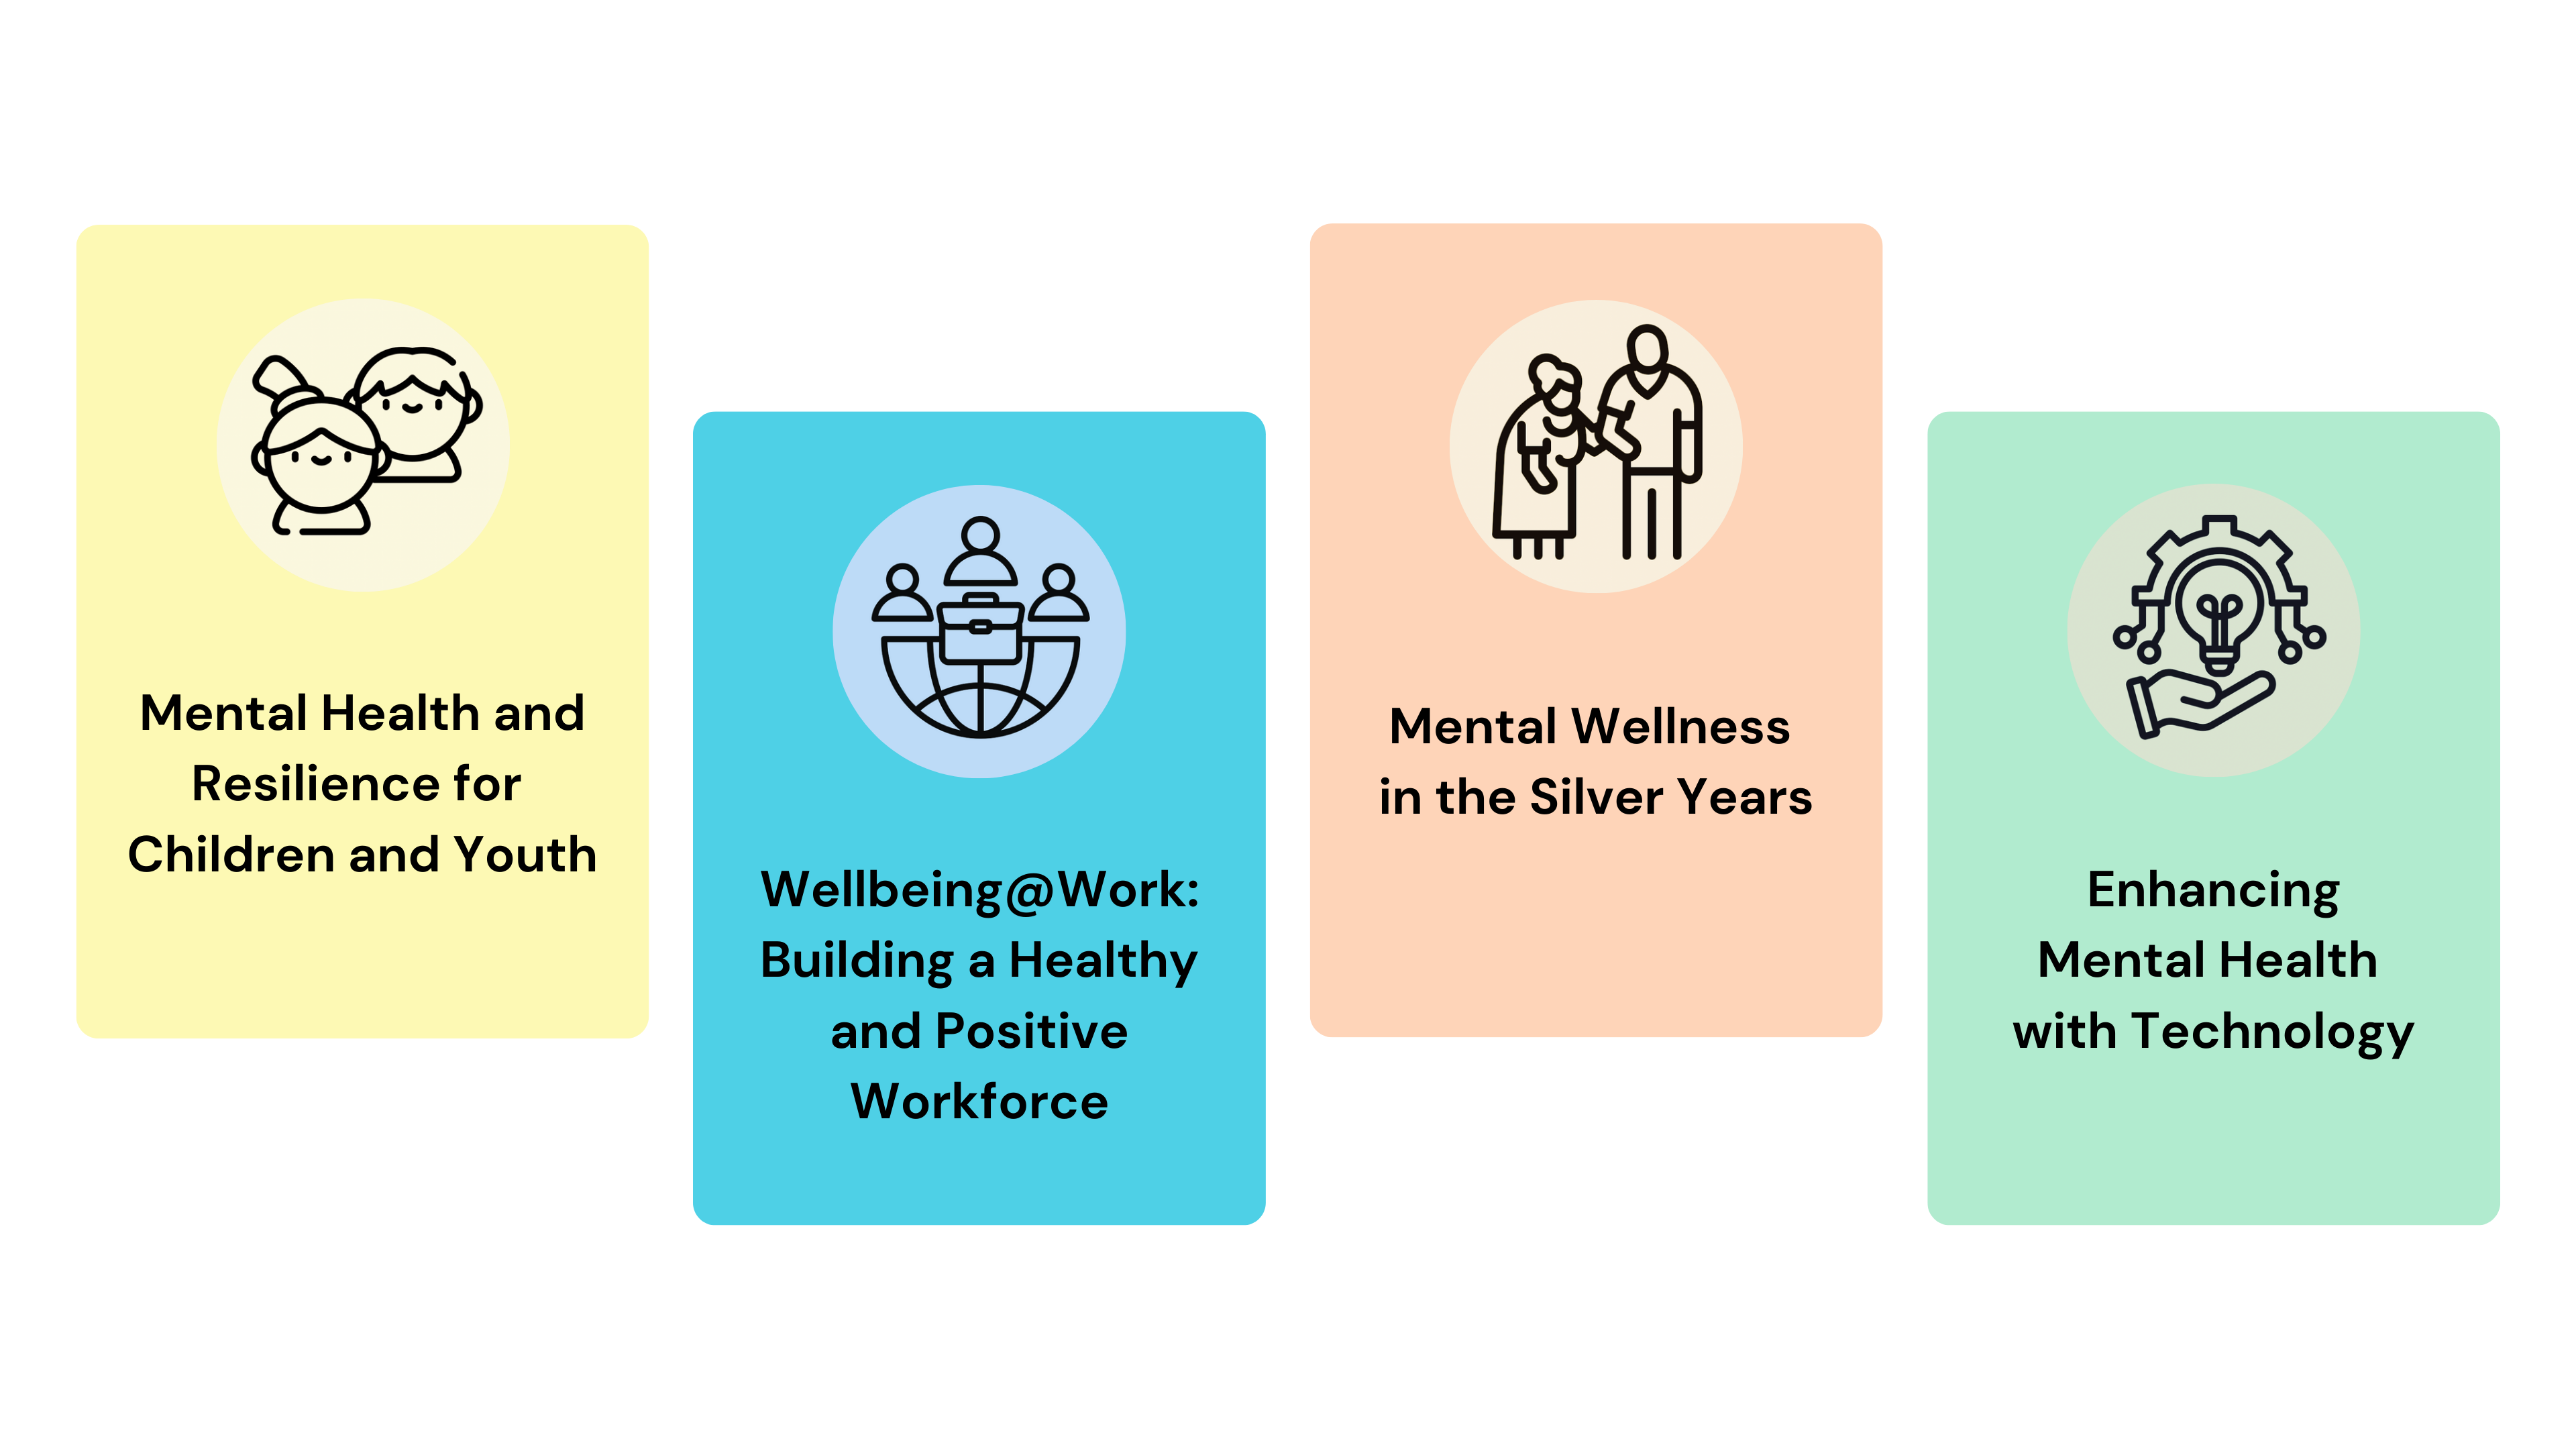 Mental Health and
Resilience for
Children and Youth
Wellbeing@Work:
Building a Healthy
and Positive
Workforce
Mental Wellness
in the Silver Years
Enhancing
Mental Health
with Technology